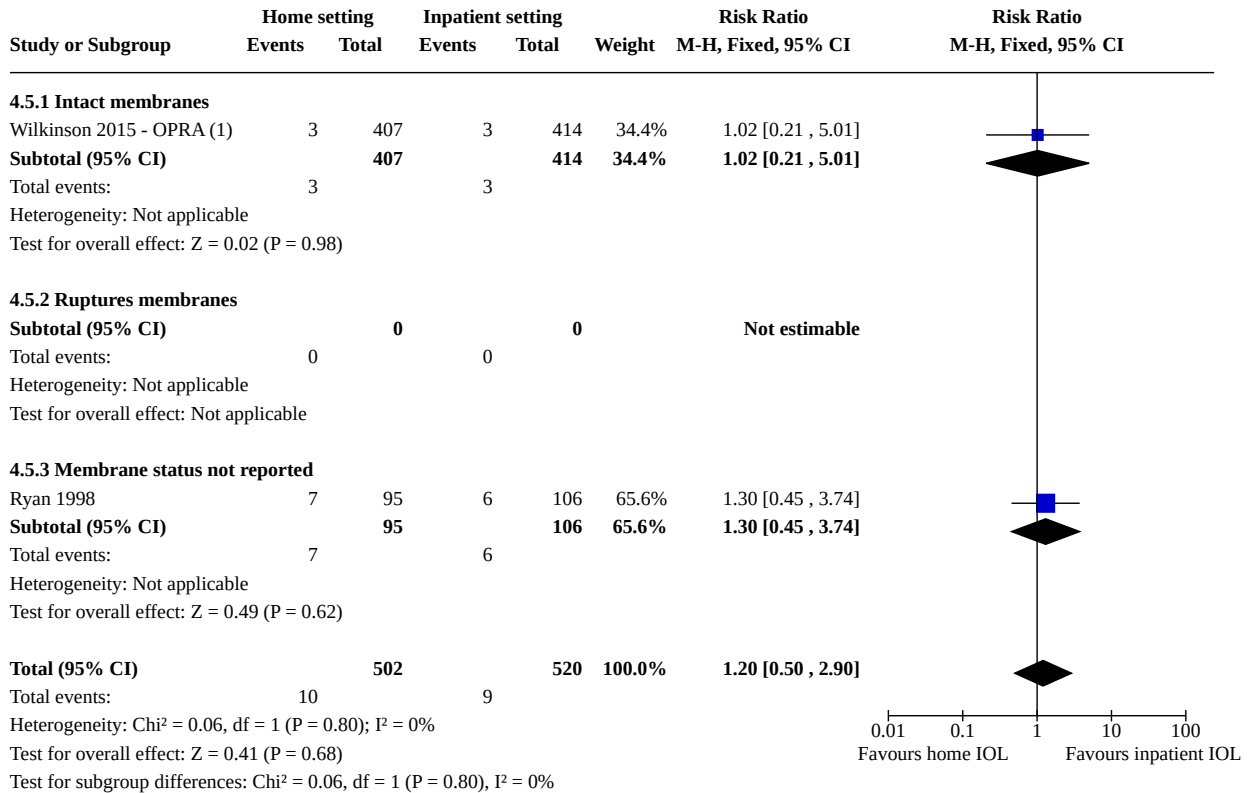 Home setting Inpatient setting Risk Ratio Risk Ratio
Study or Subgroup Events Total Events Total Weight M-H, Fixed, 95% CI M-H, Fixed, 95% CI
4.5.1 Intact membranes
Wilkinson 2015 - OPRA (1) 3 407 3 414 34.4% 1.02 [0.21 , 5.01]
Subtotal (95% CI) 407 414 34.4% 1.02 [0.21 , 5.01]
Total events: 3 3
Heterogeneity: Not applicable
Test for overall effect: Z = 0.02 (P = 0.98)
4.5.2 Ruptures membranes
Subtotal (95% CI) 0 0 Not estimable
Total events: 0 0
Heterogeneity: Not applicable
Test for overall effect: Not applicable
4.5.3 Membrane status not reported
Ryan 1998 7 95 6 106 65.6% 1.30 [0.45 , 3.74]
Subtotal (95% CI) 95 106 65.6% 1.30 [0.45 , 3.74]
Total events: 7 6
Heterogeneity: Not applicable
Test for overall effect: Z = 0.49 (P = 0.62)
Total (95% CI) 502 520 100.0% 1.20 [0.50 , 2.90]
Total events: 10 9
Heterogeneity: Chi² = 0.06, df = 1 (P = 0.80); I² = 0% 0.01 0.1 1 10 100
Test for overall effect: Z = 0.41 (P = 0.68) Favours home IOL Favours inpatient IOL
Test for subgroup differences: Chi² = 0.06, df = 1 (P = 0.80), I² = 0%